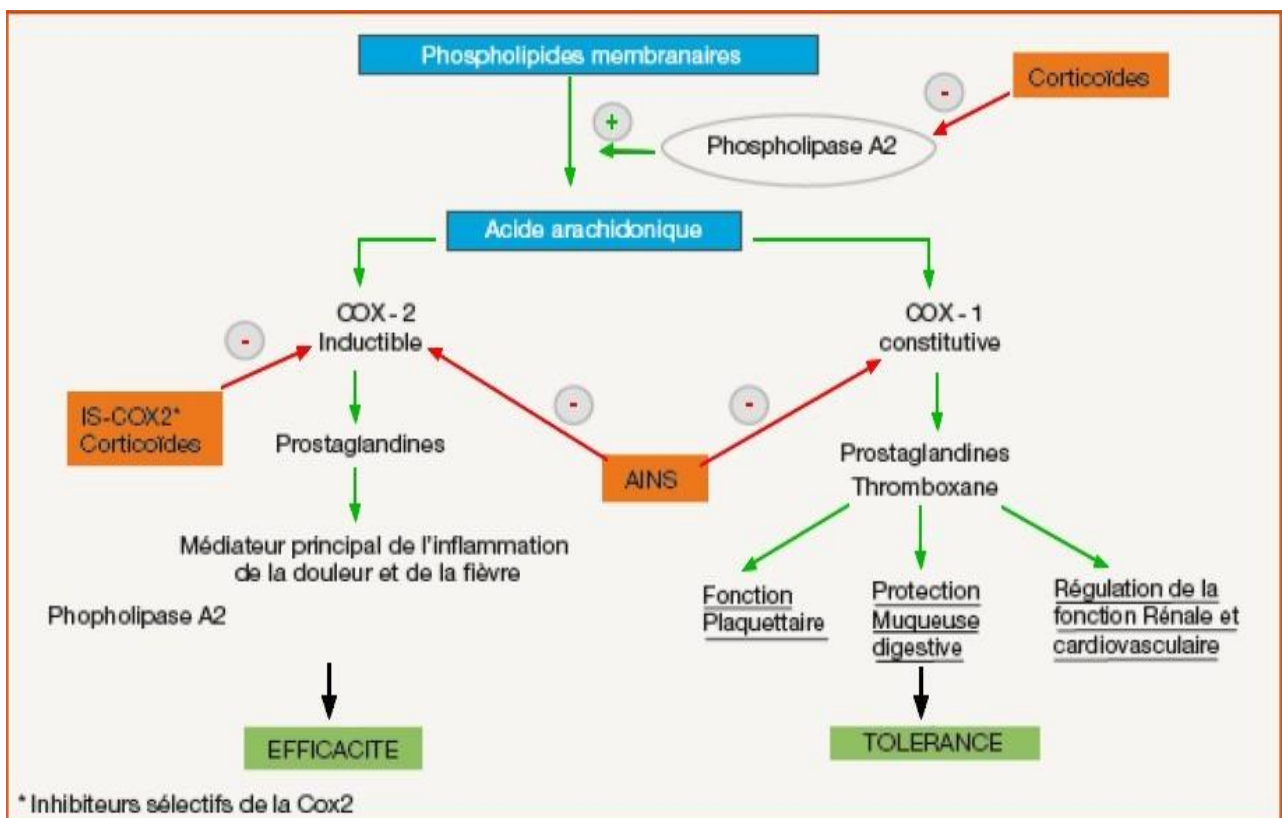 Phospholipides membranaires
Corticoïdes
-
+
Phospholipase A2
Acide arachidonique
COX - 2
Inductible
COX - 1
constitutive
-
-
-
IS-COX2*
Corticoïdes
Prostaglandines
AINS
Prostaglandines
Thromboxane
Médiateur principal de l'inflammation
de la douleur et de la fièvre
Phopholipase A2
Fonction
Plaquettaire
Protection
Muqueuse
digestive
Régulation de la
fonction Rénale et
cardiovasculaire
EFFICACITE
TOLERANCE
* Inhibiteurs sélectifs de la Cox2